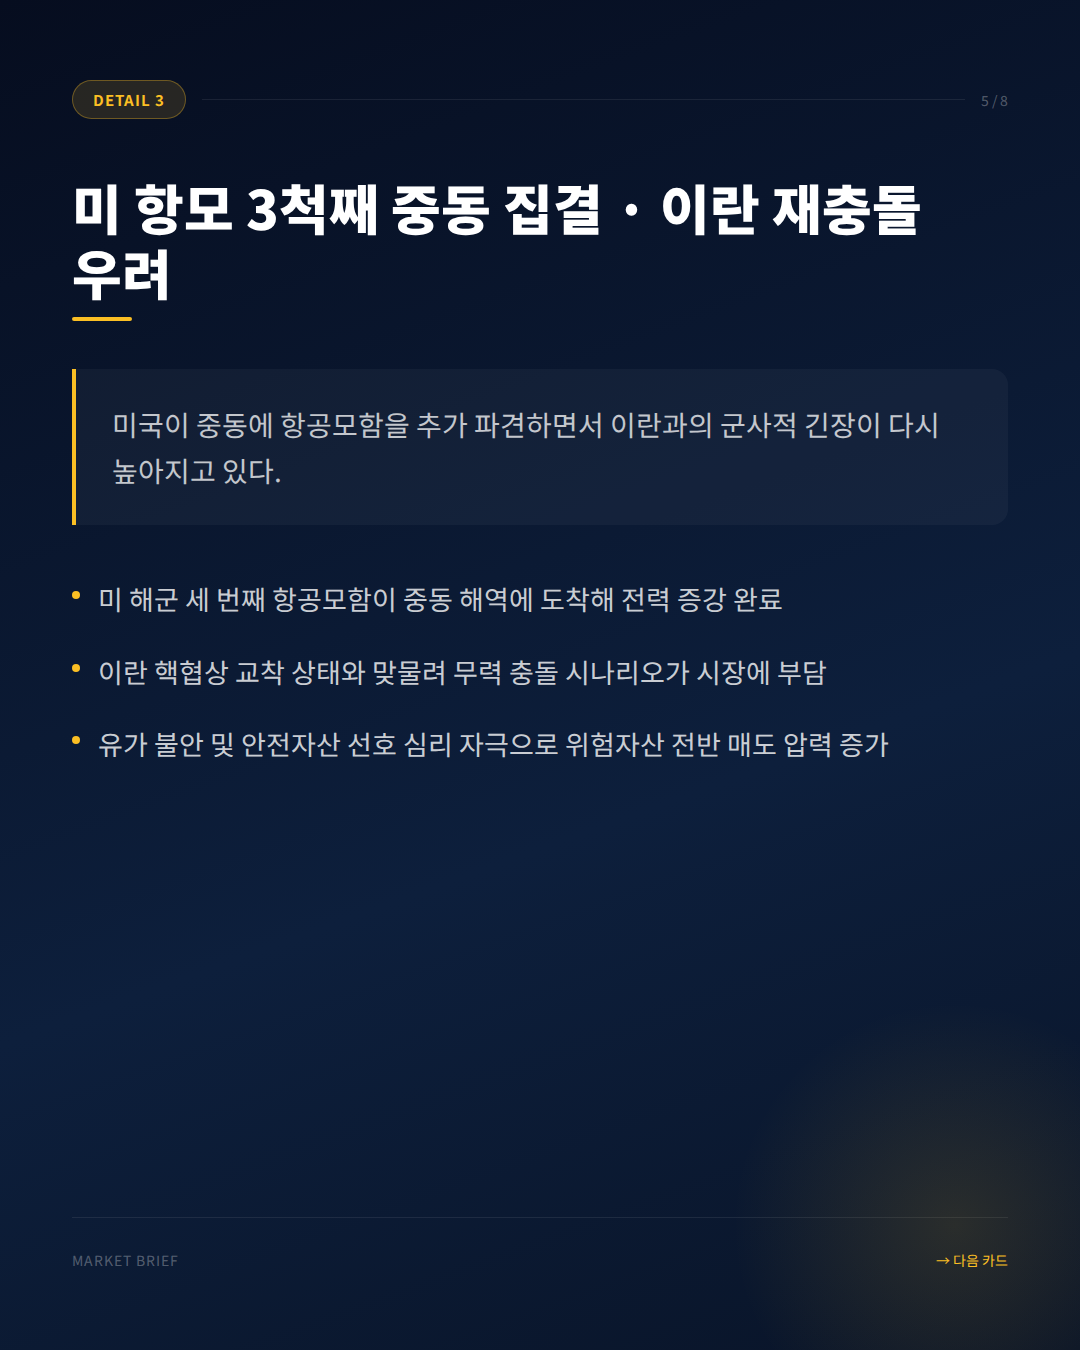 DETAIL 3
5 / 8
미 항모 3척째 중동 집결 · 이란 재충돌
우려
미국이 중동에 항공모함을 추가 파견하면서 이란과의 군사적 긴장이 다시
높아지고 있다.
• 미 해군 세 번째 항공모함이 중동 해역에 도착해 전력 증강 완료
• 이란 핵협상 교착 상태와 맞물려 무력 충돌 시나리오가 시장에 부담
• 유가 불안 및 안전자산 선호 심리 자극으로 위험자산 전반 매도 압력 증가
MARKET BRIEF
→ 다음 카드